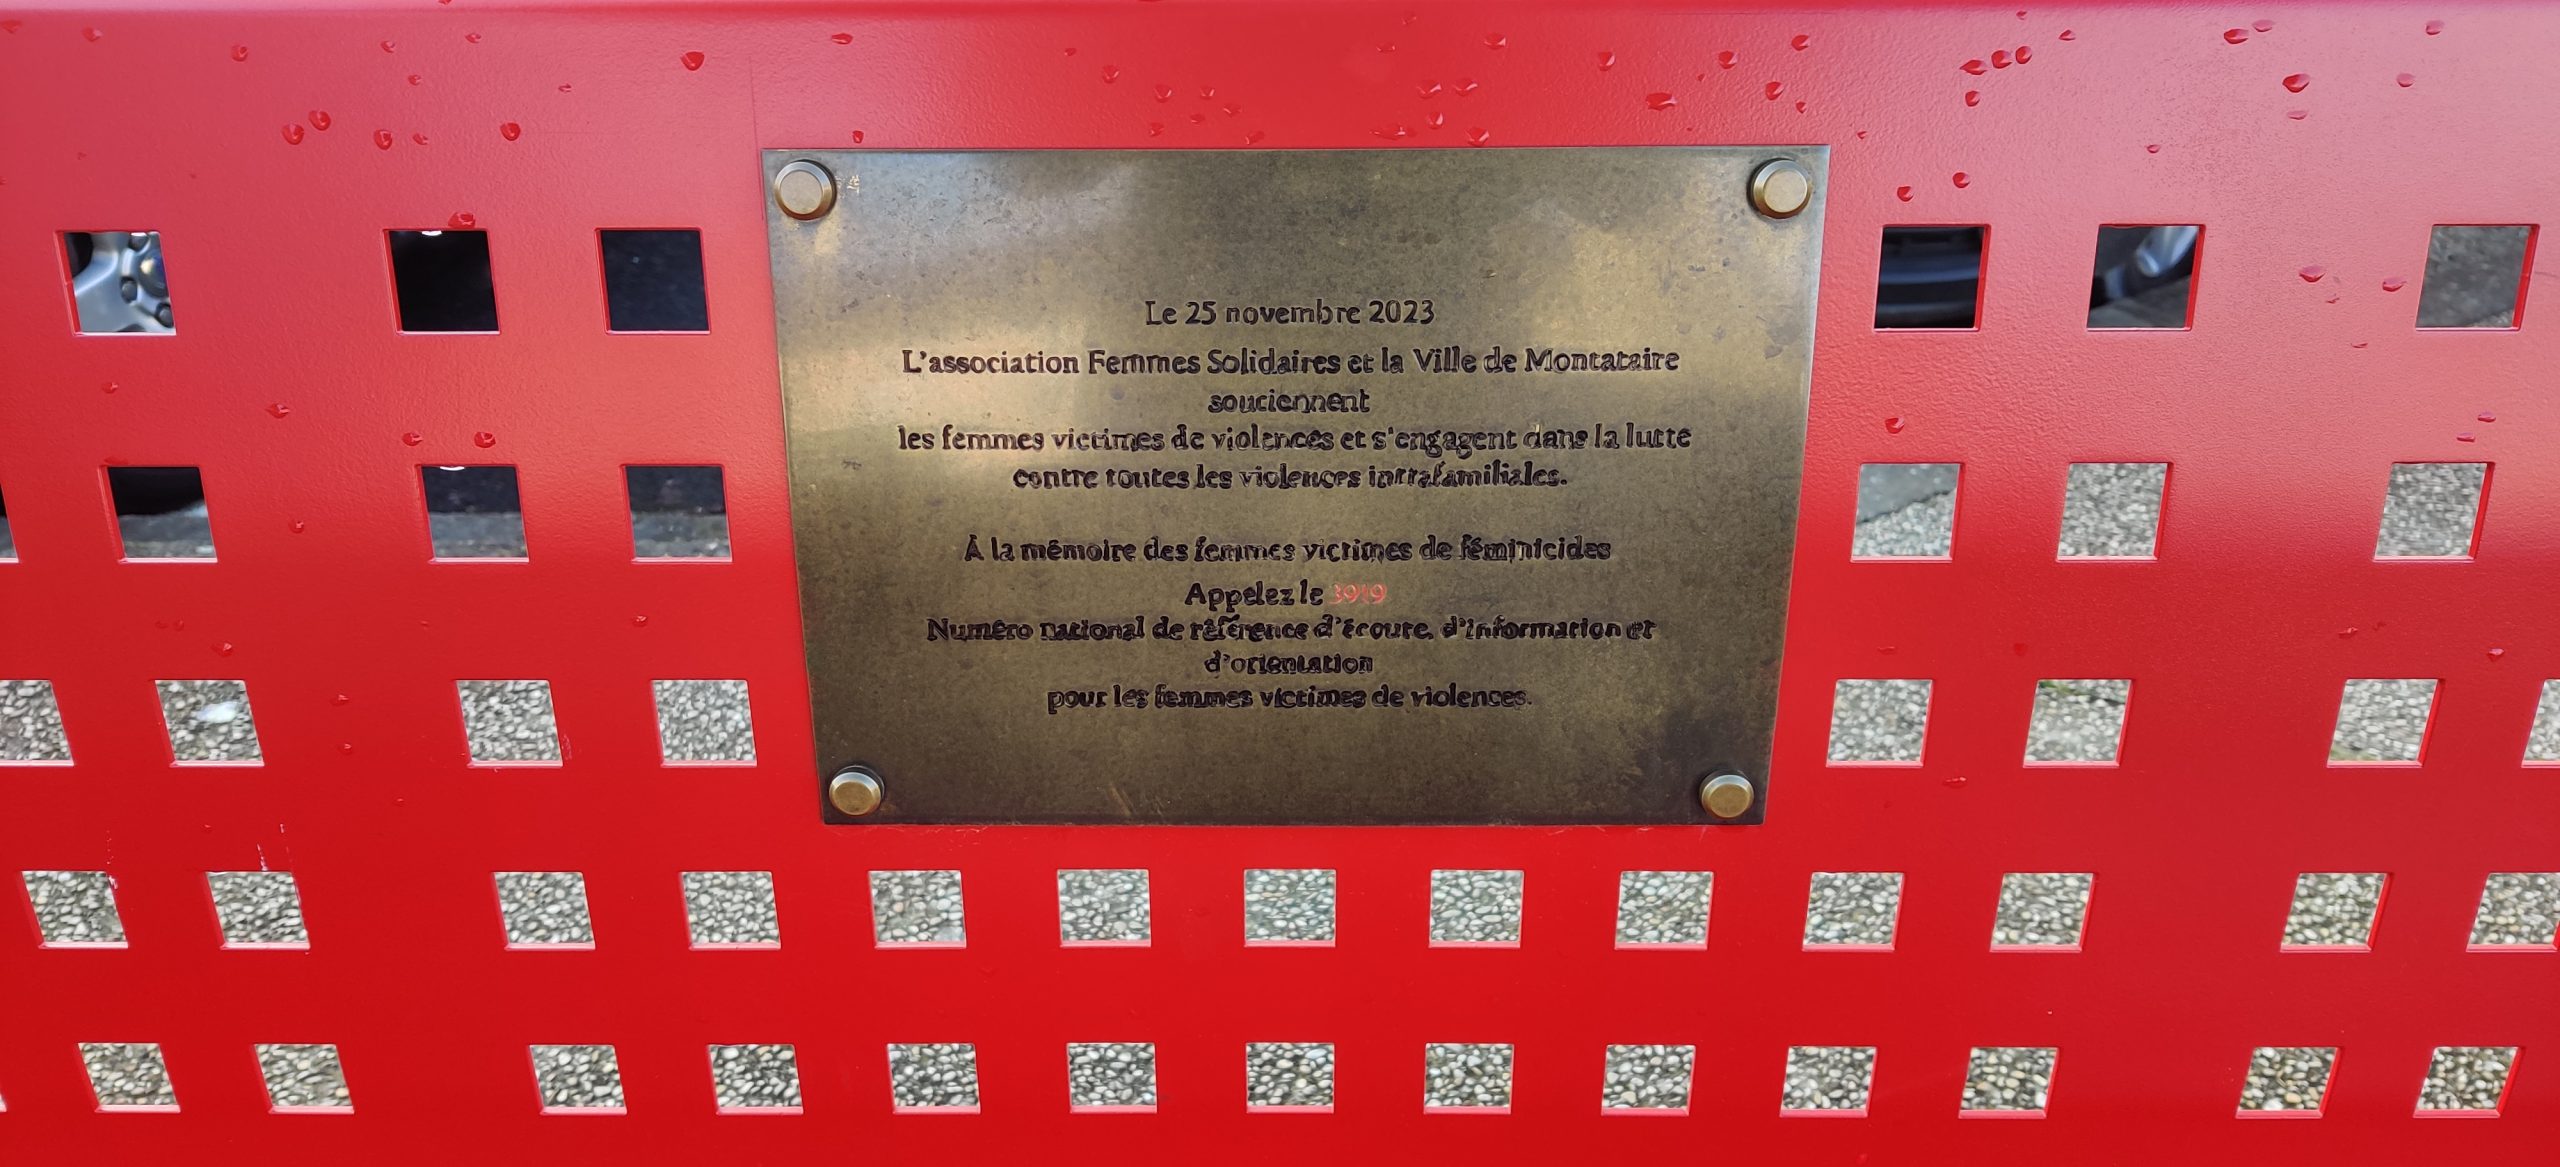 Le 25 novembre 2023
L'association Femmes Solidaires et la Ville de Montataire
souciennent
les femmes victimes de violences et s'engagent dans la lutte
contre toutes les violences intrafamiliales.
À la mémoire des femmes victimes de féminicides
Appelez le 3919
Numéro national de référence d'écoute, d'information et
d'orientation
pour les femmes victimes de violences.